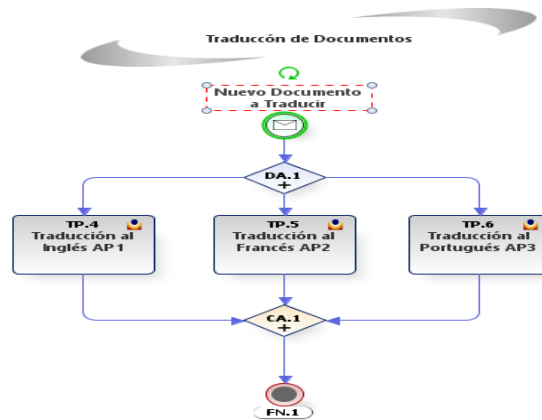 Traduccón de Documentos
Nuevo Documento
a Traducir
DA.1
TP.4
Traducción al
Inglés AP1
TP.5
Traducción al
Francés AP2
TP.6
Traducción al
Portugués AP3
CA.1
FN.1